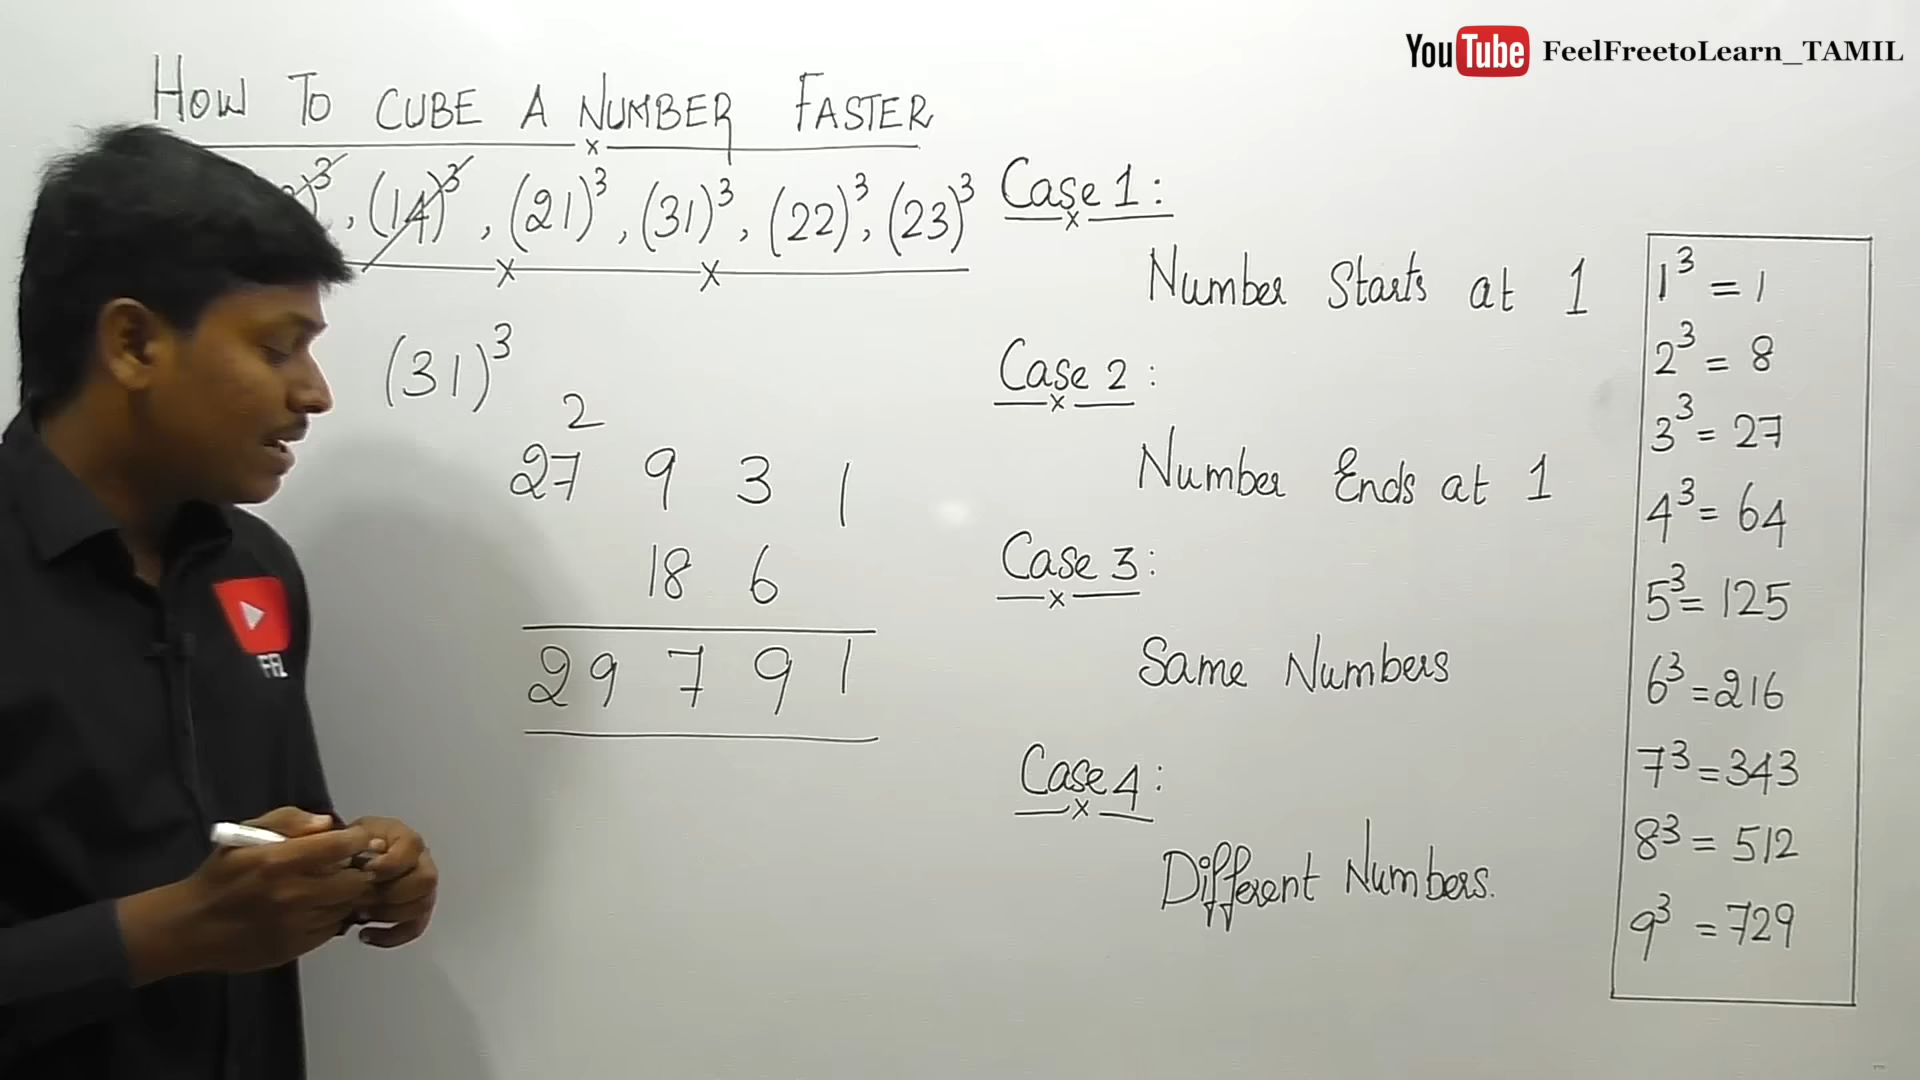 YouTube FeelFreetoLearn_TAMIL
HOW TO CUBE A NUMBER FASTER
)³, (14)³, (21)³, (31)³, (22)³, (23)³
(31)³
2
27 9 3 1
18 6
29 7 9 1
Case 1:
Number Starts at 1
Case 2:
Number Ends at 1
Case 3:
Same Numbers
Case 4:
Different Numbers.
1³ = 1
2³ = 8
3³ = 27
4³ = 64
5³ = 125
6³ = 216
7³ = 343
8³ = 512
9³ = 729